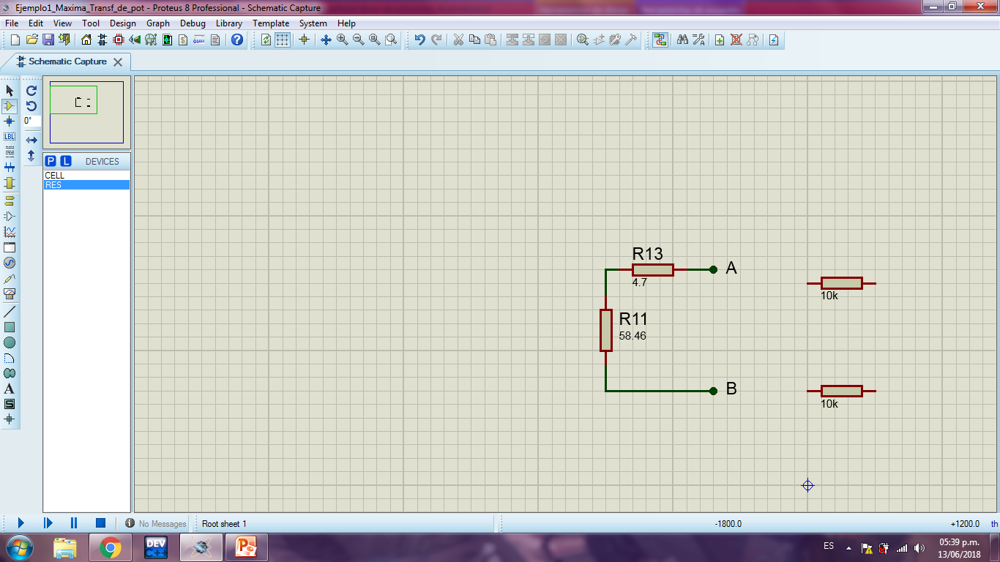 Ejemplo1_Maxima_Transf_de_pot - Proteus 8 Professional - Schematic Capture
File Edit View Tool Design Graph Debug Library Template System Help
Schematic Capture
0°
LBL
P L DEVICES
CELL
RES
A
S
R13
4.7
A
R11
58.46
B
10k
10k
No Messages
Root sheet 1
-1800.0
+1200.0
th
DEV
C++
P
ES
05:39 p.m.
13/06/2018